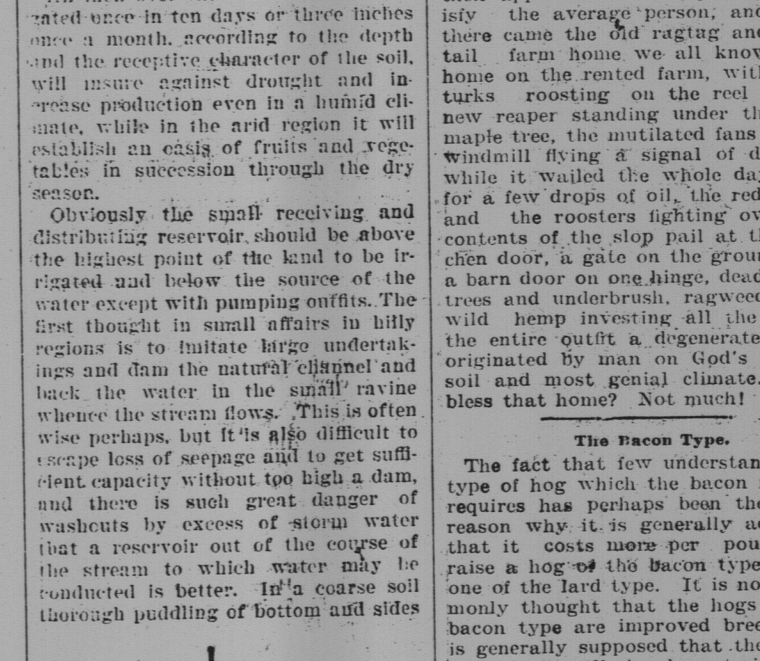 gated once in ten days or three inches
once a month, according to the depth
and the receptive character of the soil,
will insure against drought and in-
crease production even in a humid cli-
mate, while in the arid region it will
establish an oasis of fruits and vege-
tables in succession through the dry
season.
Obviously the small receiving and
distributing reservoir should be above
the highest point of the land to be ir-
rigated and below the source of the
water except with pumping outfits. The
first thought in small affairs in hilly
regions is to imitate large undertak-
ings and dam the natural channel and
back the water in the small ravine
whence the stream flows. This is often
wise perhaps, but it is also difficult to
escape loss of seepage and to get suffi-
cient capacity without too high a dam,
and there is such great danger of
washouts by excess of storm water
that a reservoir out of the course of
the stream to which water may be
conducted is better. In a coarse soil
thorough puddling of bottom and sides
isfy the average person, and
there came the old ragtag and
tail farm home we all know
home on the rented farm, with
turks roosting on the reel
new reaper standing under th
maple tree, the mutilated fans
windmill flying a signal of d
while it wailed the whole day
for a few drops of oil, the red
and the roosters fighting ov
contents of the slop pail at t
chen door, a gate on the groun
a barn door on one hinge, dead
trees and underbrush, ragweed
wild hemp investing all the
the entire outfit a degenerate
originated by man on God's
soil and most genial climate.
bless that home? Not much!
The Bacon Type.
The fact that few understan
type of hog which the bacon
requires has perhaps been the
reason why it is generally a
that it costs more per pou
raise a hog of the bacon type
one of the lard type. It is no
monly thought that the hogs
bacon type are improved bree
is generally supposed that the